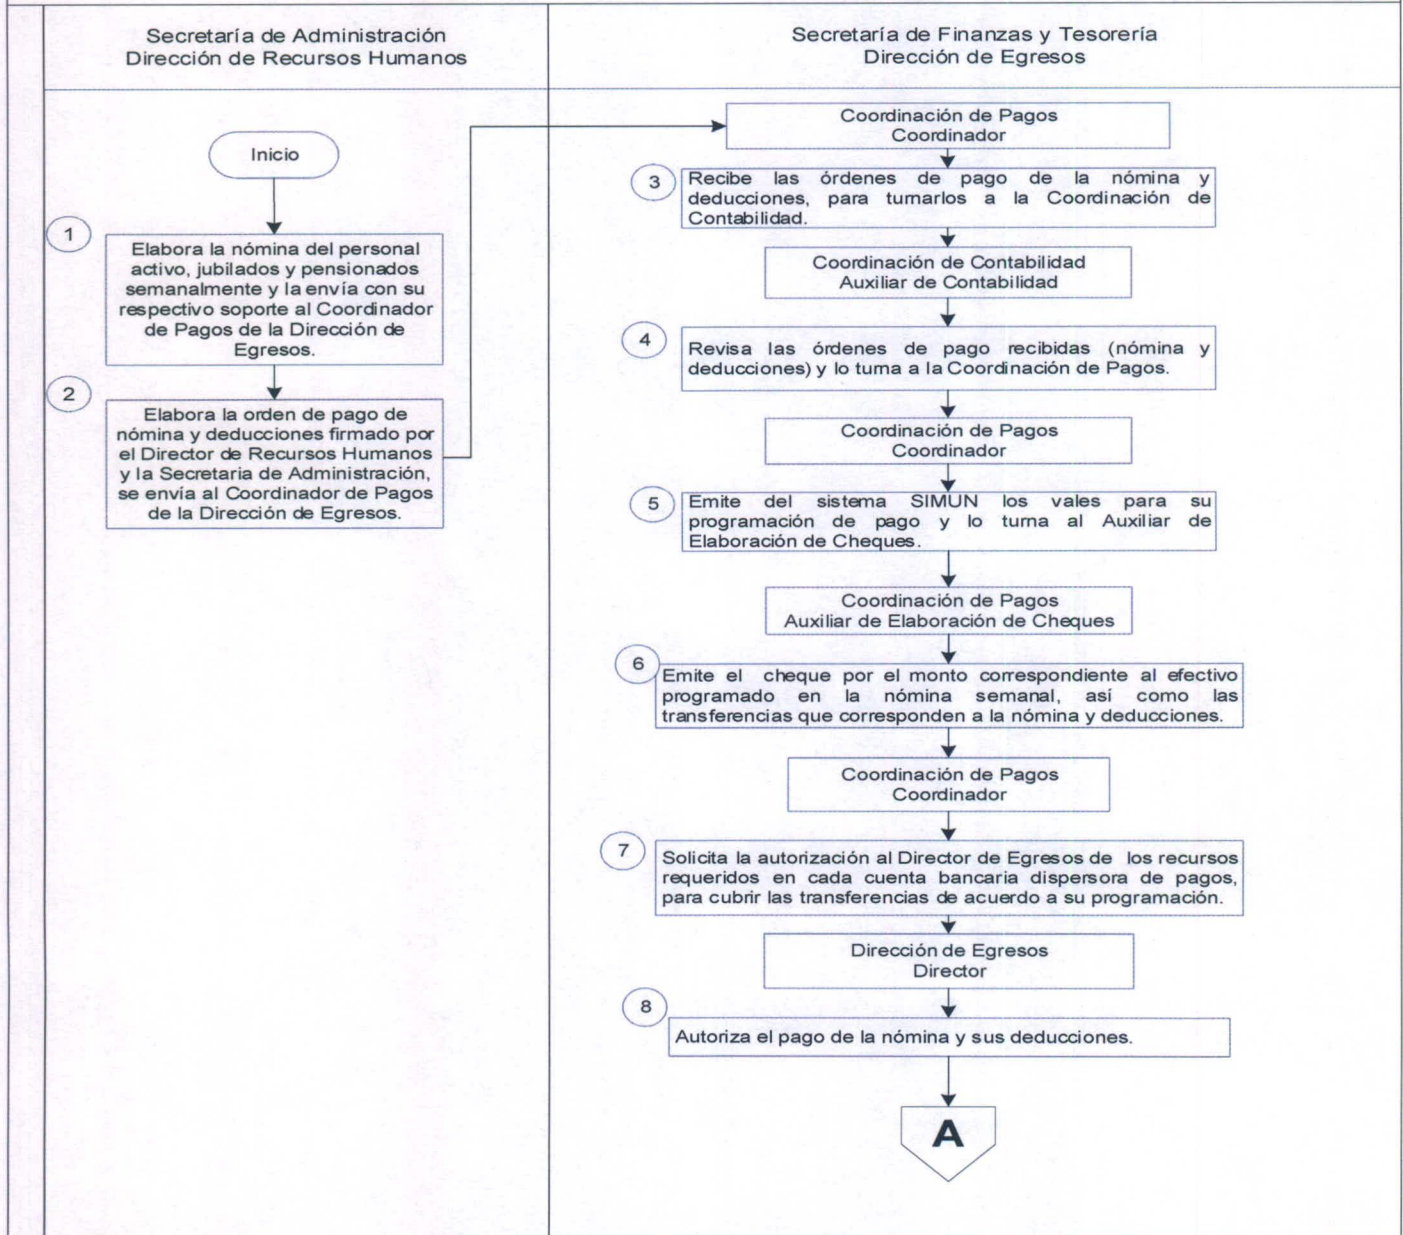 Secretaría de Administración
Dirección de Recursos Humanos
Secretaría de Finanzas y Tesorería
Dirección de Egresos
Inicio
1
Elabora la nómina del personal
activo, jubilados y pensionados
semanalmente y la envía con su
respectivo soporte al Coordinador
de Pagos de la Dirección de
Egresos.
2
Elabora la orden de pago de
nómina y deducciones firmado por
el Director de Recursos Humanos
y la Secretaria de Administración,
se envía al Coordinador de Pagos
de la Dirección de Egresos.
Coordinación de Pagos
Coordinador
3
Recibe las órdenes de pago de la nómina y
deducciones, para turnarlos a la Coordinación de
Contabilidad.
Coordinación de Contabilidad
Auxiliar de Contabilidad
4
Revisa las órdenes de pago recibidas (nómina y
deducciones) y lo turna a la Coordinación de Pagos.
Coordinación de Pagos
Coordinador
5
Emite del sistema SIMUN los vales para su
programación de pago y lo turna al Auxiliar de
Elaboración de Cheques.
Coordinación de Pagos
Auxiliar de Elaboración de Cheques
6
Emite el cheque por el monto correspondiente al efectivo
programado en la nómina semanal, así como las
transferencias que corresponden a la nómina y deducciones.
Coordinación de Pagos
Coordinador
7
Solicita la autorización al Director de Egresos de los recursos
requeridos en cada cuenta bancaria dispersora de pagos,
para cubrir las transferencias de acuerdo a su programación.
Dirección de Egresos
Director
8
Autoriza el pago de la nómina y sus deducciones.
A